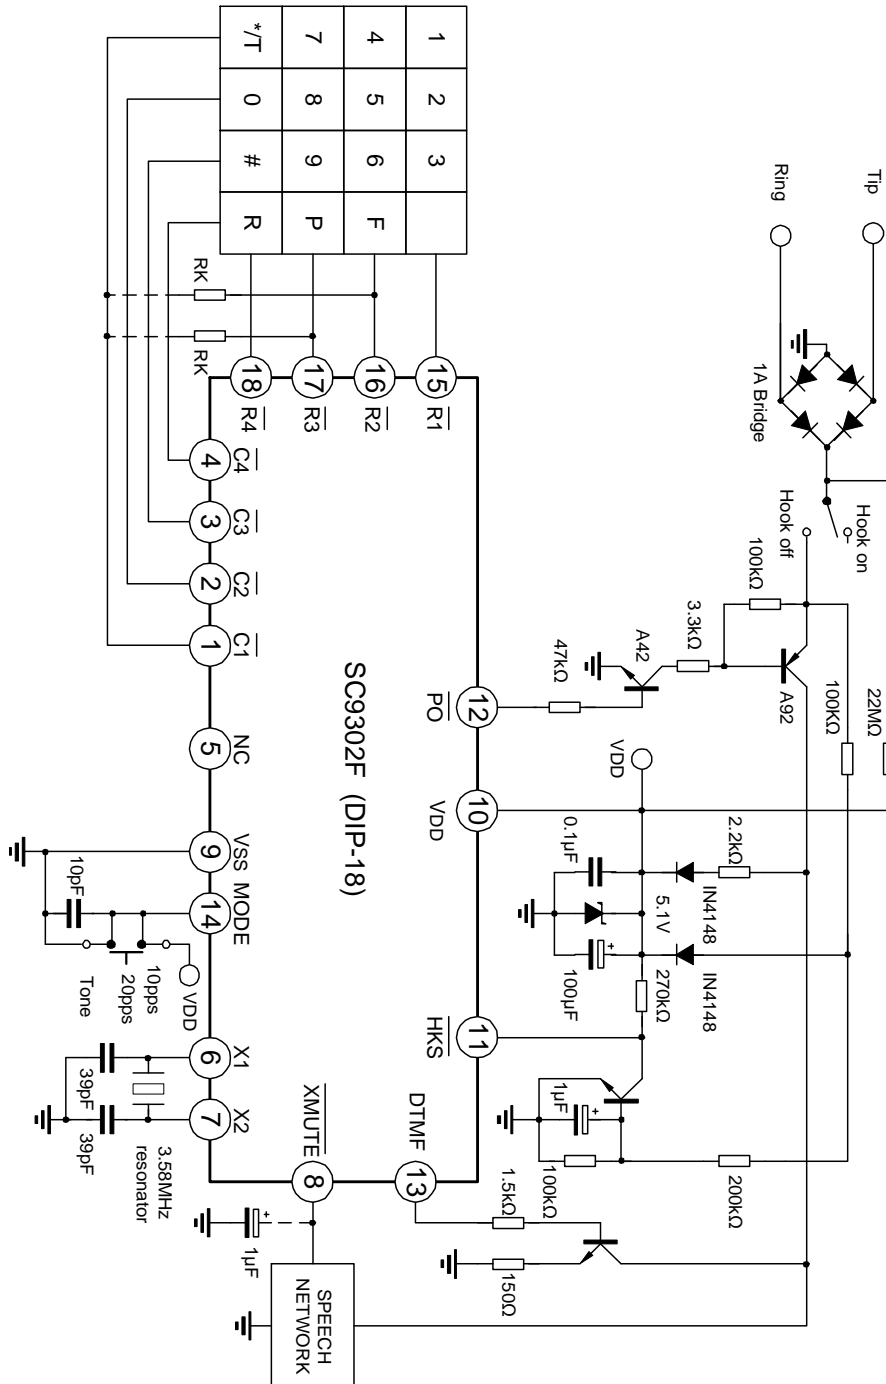 1
2
3
4
5
6
F
7
8
9
P
*/T
0
#
R
RK
RK
15
R1
16
R2
17
R3
18
R4
4
C4
3
C3
2
C2
1
C1
5
NC
9
VSS
14
MODE
6
X1
7
X2
8
XMUTE
13
DTMF
11
HKS
10
VDD
12
PO
SC9302F (DIP-18)
Tip
Ring
1A Bridge
Hook on
Hook off
100kΩ
3.3kΩ
A42
47kΩ
A92
100KΩ
22MΩ
VDD
0.1µF
2.2kΩ
IN4148
5.1V
+
100µF
IN4148
270kΩ
1µF
+
100kΩ
200kΩ
1.5kΩ
150Ω
10pF
VDD
10pps
20pps
Tone
39pF
39pF
3.58MHz
resonator
+
1µF
SPEECH
NETWORK